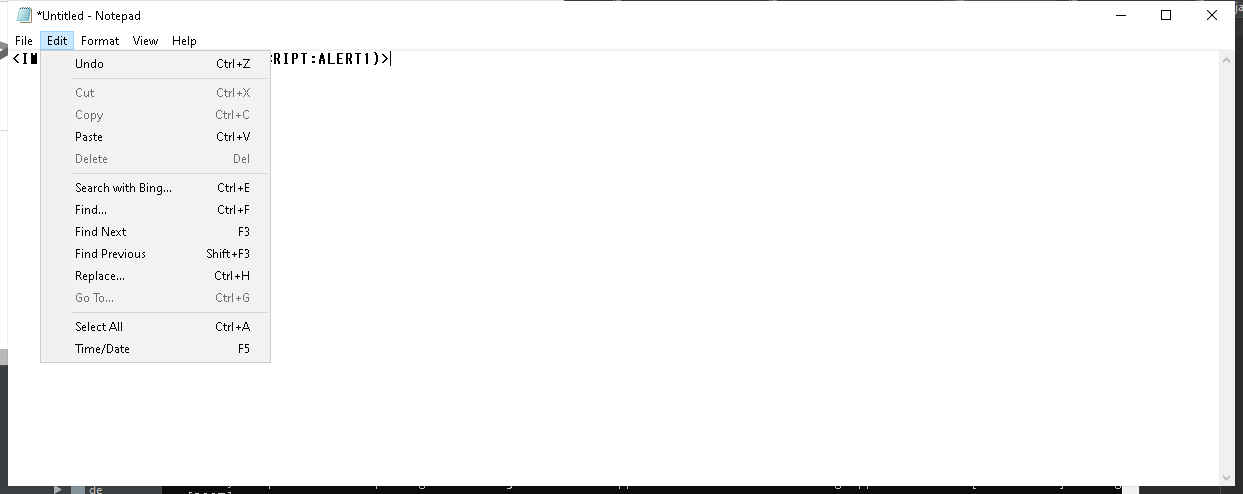 *Untitled - Notepad
File Edit Format View Help
<IM RIPT:ALERT1)>
Undo Ctrl+Z
Cut Ctrl+X
Copy Ctrl+C
Paste Ctrl+V
Delete Del
Search with Bing... Ctrl+E
Find... Ctrl+F
Find Next F3
Find Previous Shift+F3
Replace... Ctrl+H
Go To... Ctrl+G
Select All Ctrl+A
Time/Date F5
de